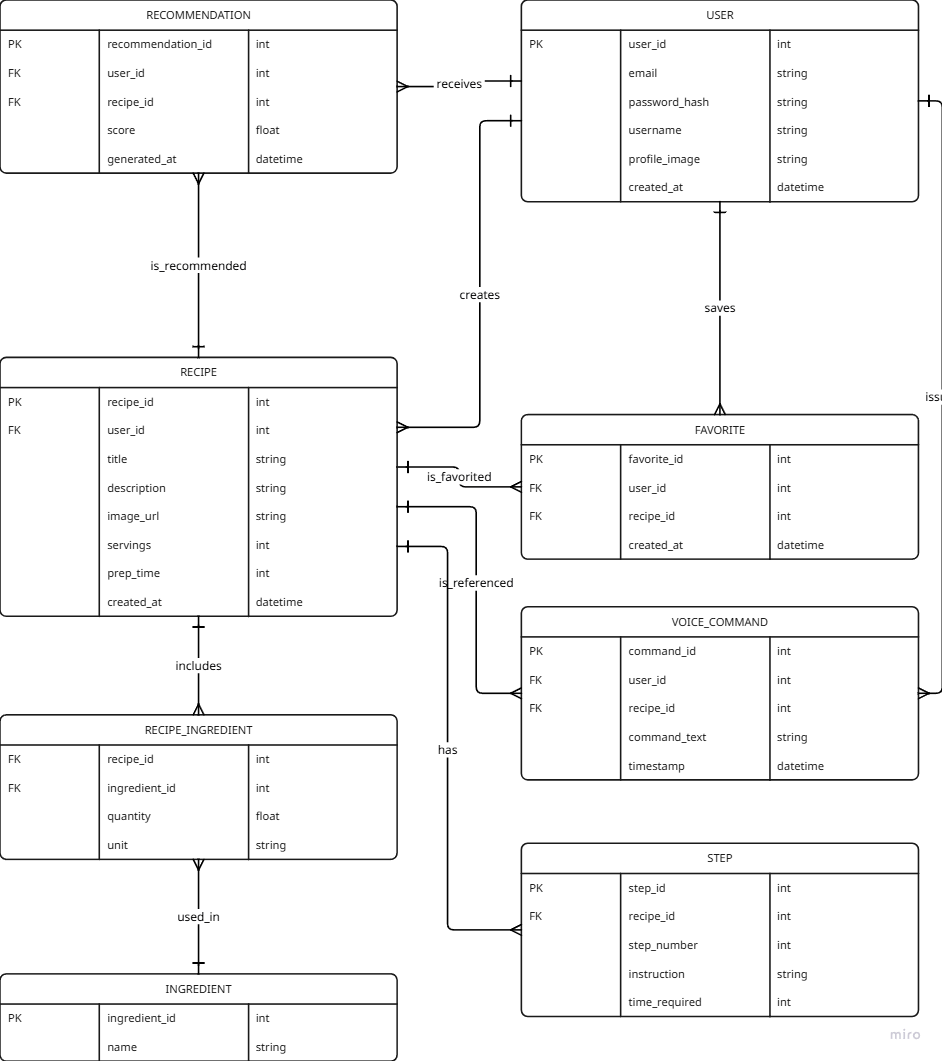 RECOMMENDATION
PK recommendation_id int
FK user_id int
FK recipe_id int
score float
generated_at datetime
USER
PK user_id int
email string
password_hash string
username string
profile_image string
created_at datetime
receives
is_recommended
creates
saves
RECIPE
PK recipe_id int
FK user_id int
title string
description string
image_url string
servings int
prep_time int
created_at datetime
FAVORITE
PK favorite_id int
FK user_id int
FK recipe_id int
created_at datetime
is_favorited
is_referenced
includes
has
VOICE_COMMAND
PK command_id int
FK user_id int
FK recipe_id int
command_text string
timestamp datetime
RECIPE_INGREDIENT
FK recipe_id int
FK ingredient_id int
quantity float
unit string
used_in
STEP
PK step_id int
FK recipe_id int
step_number int
instruction string
time_required int
INGREDIENT
PK ingredient_id int
name string
miro